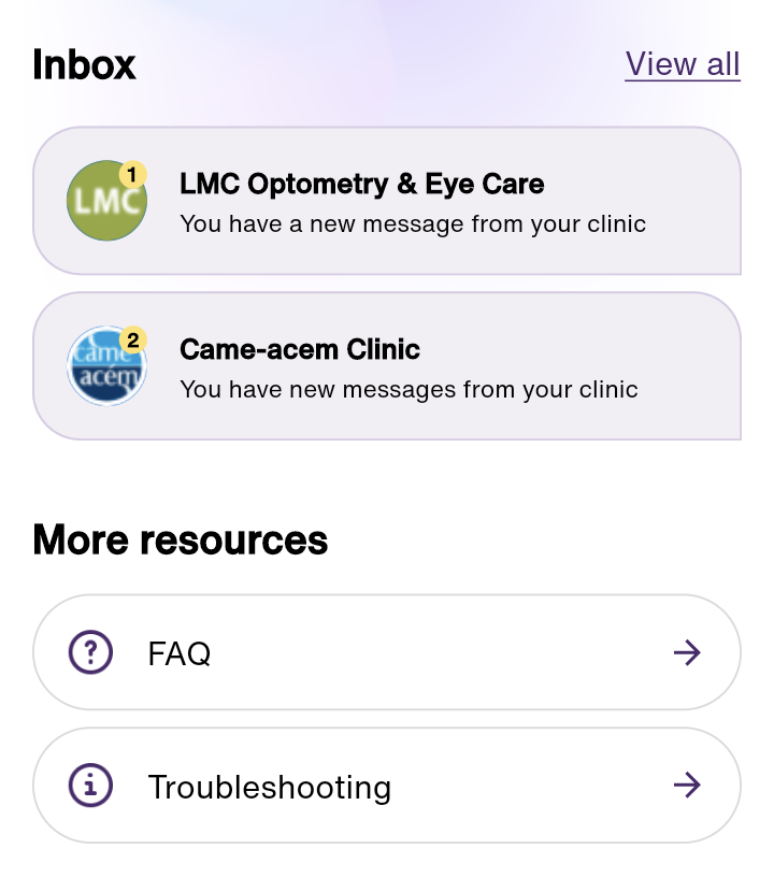 Inbox
View all
1
LMC
LMC Optometry & Eye Care
You have a new message from your clinic
2
came
acém
Came-acem Clinic
You have new messages from your clinic
More resources
?
FAQ
i
Troubleshooting